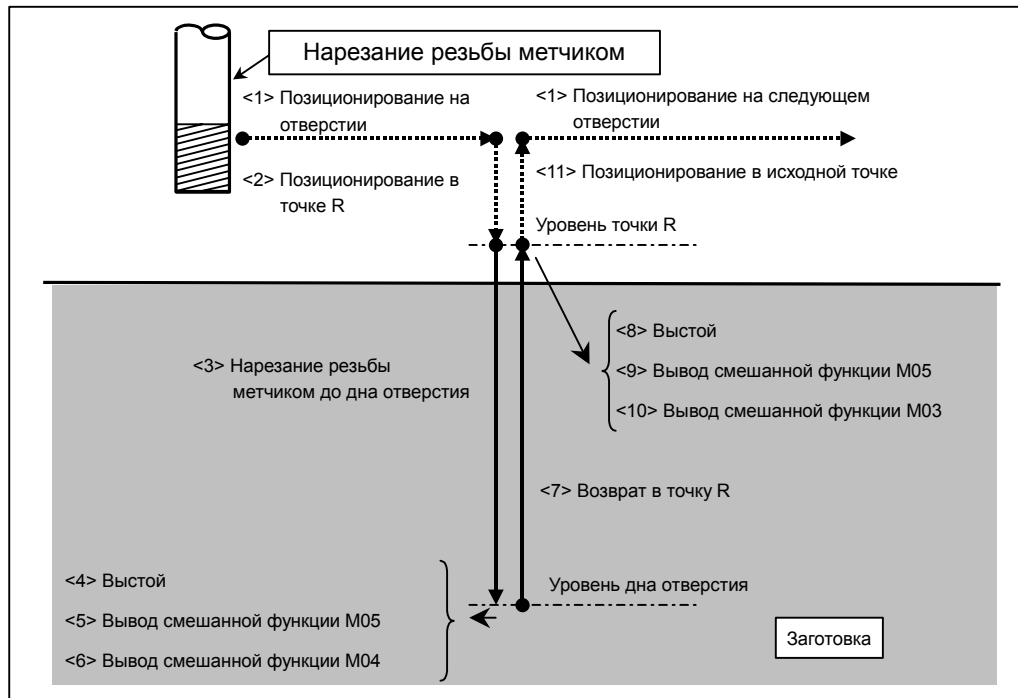 Нарезание резьбы метчиком
<1> Позиционирование на
отверстии
<1> Позиционирование на следующем
отверстии
<2> Позиционирование в
точке R
<11> Позиционирование в исходной точке
Уровень точки R
<3> Нарезание резьбы
метчиком до дна отверстия
<8> Выстой
<9> Вывод смешанной функции M05
<10> Вывод смешанной функции M03
<7> Возврат в точку R
<4> Выстой
<5> Вывод смешанной функции M05
<6> Вывод смешанной функции M04
Уровень дна отверстия
Заготовка